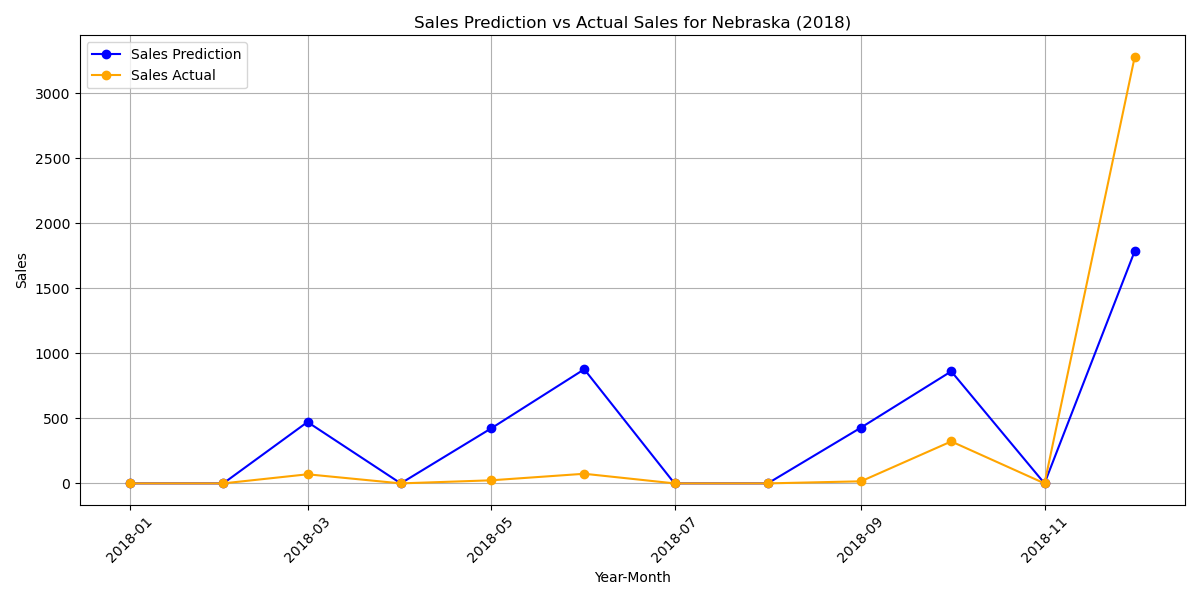 Sales Prediction vs Actual Sales for Nebraska (2018)
Sales Prediction
Sales Actual
3000
2500
2000
1500
1000
500
0
Sales
2018-01
2018-03
2018-05
2018-07
2018-09
2018-11
Year-Month